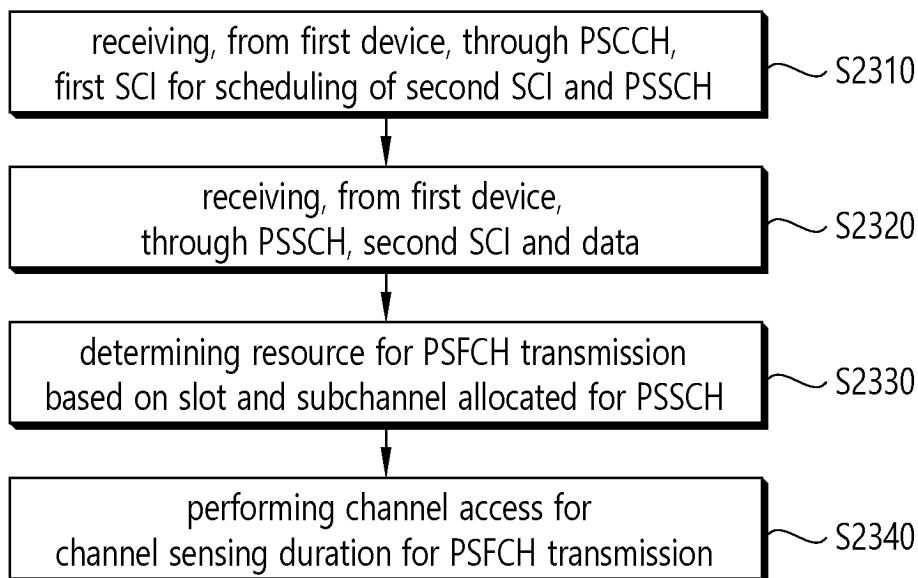 receiving, from first device, through PSCCH,
first SCI for scheduling of second SCI and PSSCH
S2310
receiving, from first device,
through PSSCH, second SCI and data
S2320
determining resource for PSFCH transmission
based on slot and subchannel allocated for PSSCH
S2330
performing channel access for
channel sensing duration for PSFCH transmission
S2340